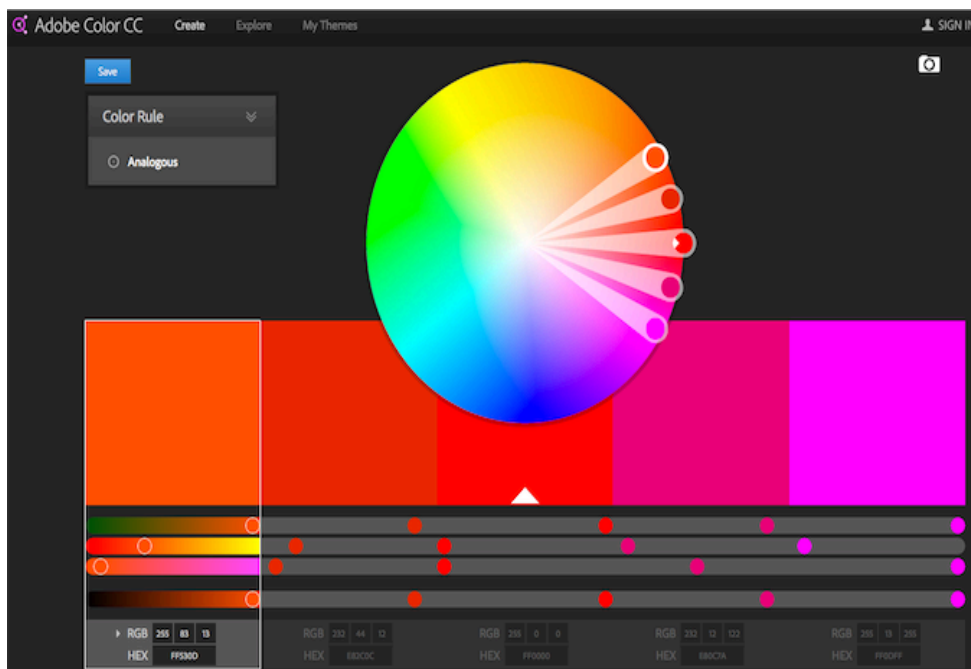 Adobe Color CC Create Explore My Themes SIGN IN
Save
Color Rule
Analogous
RGB 255 83 13 RGB 232 44 12 RGB 255 0 0 RGB 232 12 122 RGB 255 13 255
HEX FF530D HEX E82C0C HEX FF0000 HEX E80C7A HEX FF0DFF